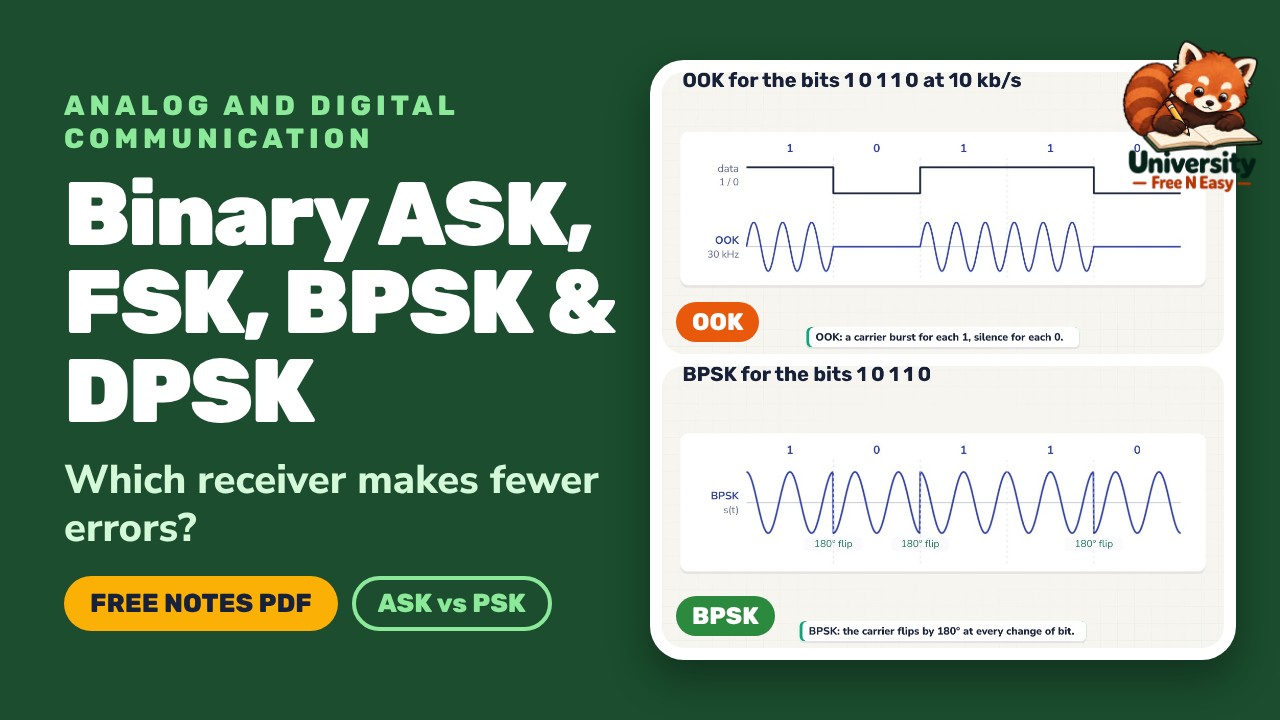 ANALOG AND DIGITAL
COMMUNICATION
Binary ASK,
FSK, BPSK &
DPSK
Which receiver makes fewer
errors?
FREE NOTES PDF
ASK vs PSK
OOK for the bits 1 0 1 1 0 at 10 kb/s
1 0 1 1 0
data
1 / 0
OOK
30 kHz
OOK
OOK: a carrier burst for each 1, silence for each 0.
BPSK for the bits 1 0 1 1 0
1 0 1 1 0
BPSK
s(t)
180° flip 180° flip 180° flip
BPSK
BPSK: the carrier flips by 180° at every change of bit.
University
Free N Easy